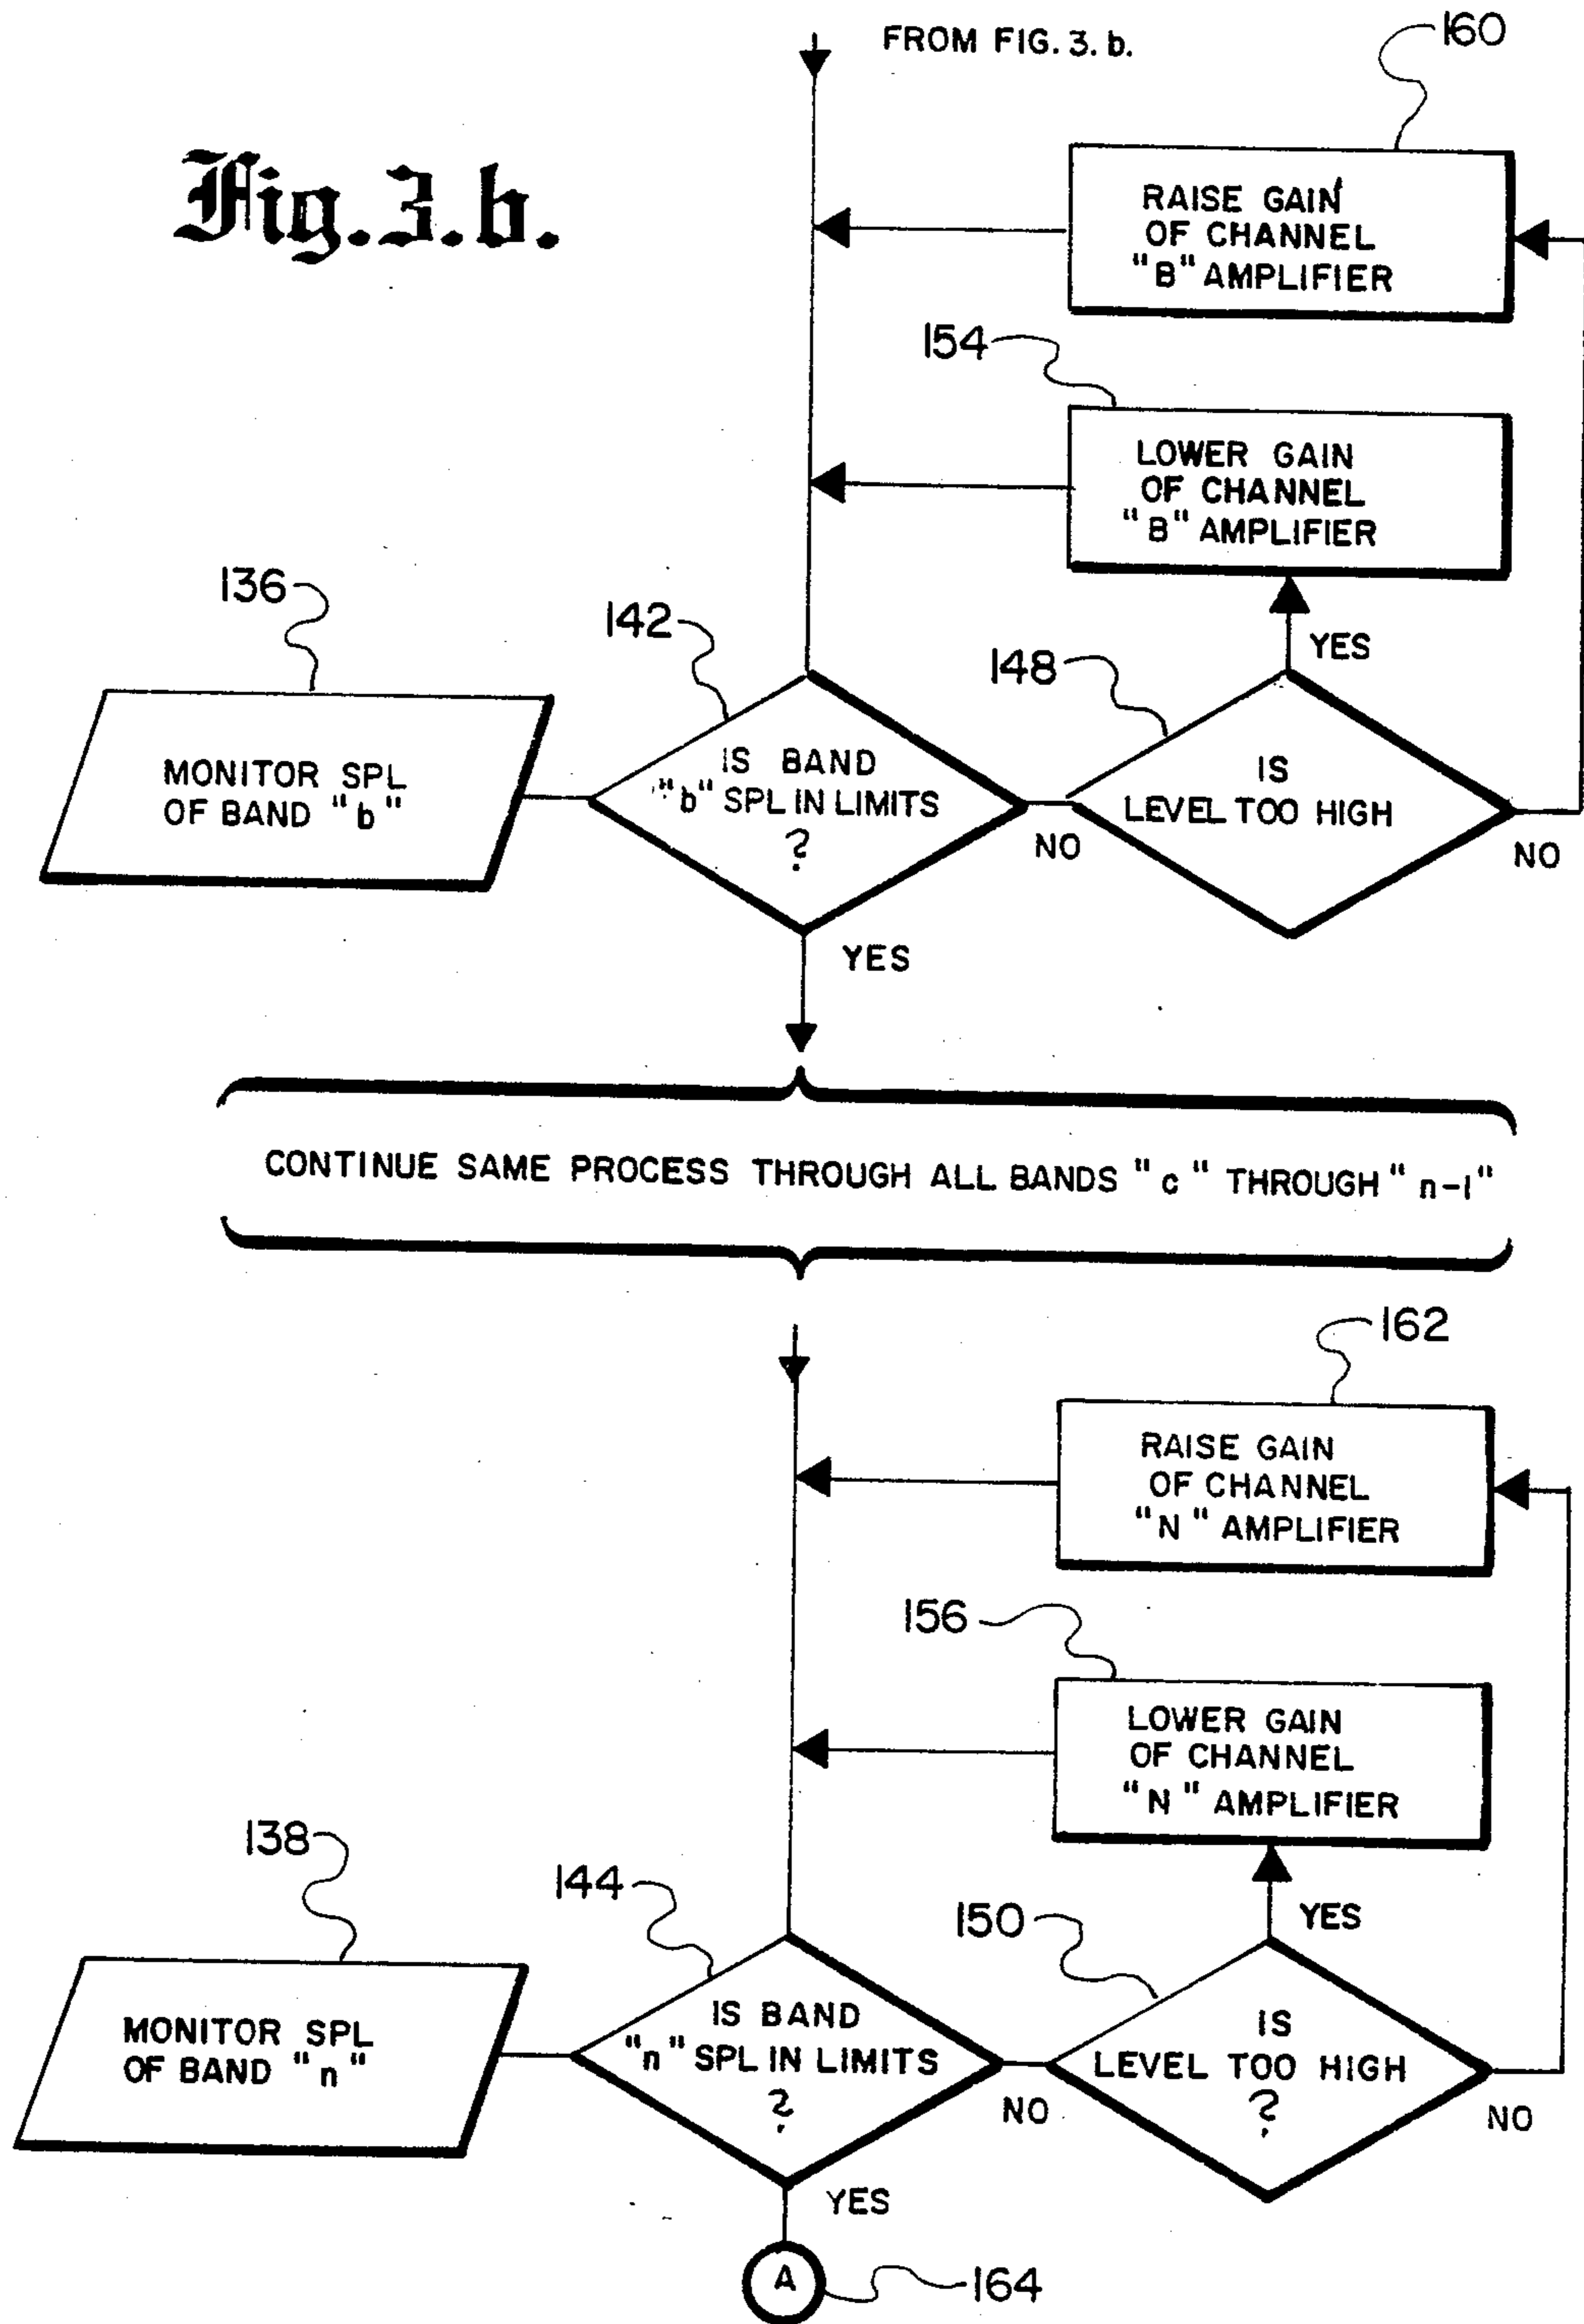 FROM FIG. 3. b.
160
Fig. 3. b.
RAISE GAIN
OF CHANNEL
"B" AMPLIFIER
154
LOWER GAIN
OF CHANNEL
"B" AMPLIFIER
136
142
148
YES
MONITOR SPL
OF BAND "b"
IS BAND
"b" SPL IN LIMITS
?
NO
IS
LEVEL TOO HIGH
NO
YES
CONTINUE SAME PROCESS THROUGH ALL BANDS "c" THROUGH "n-1"
162
RAISE GAIN
OF CHANNEL
"N" AMPLIFIER
156
LOWER GAIN
OF CHANNEL
"N" AMPLIFIER
138
144
150
YES
MONITOR SPL
OF BAND "n"
IS BAND
"n" SPL IN LIMITS
?
NO
IS
LEVEL TOO HIGH
?
NO
YES
A
164